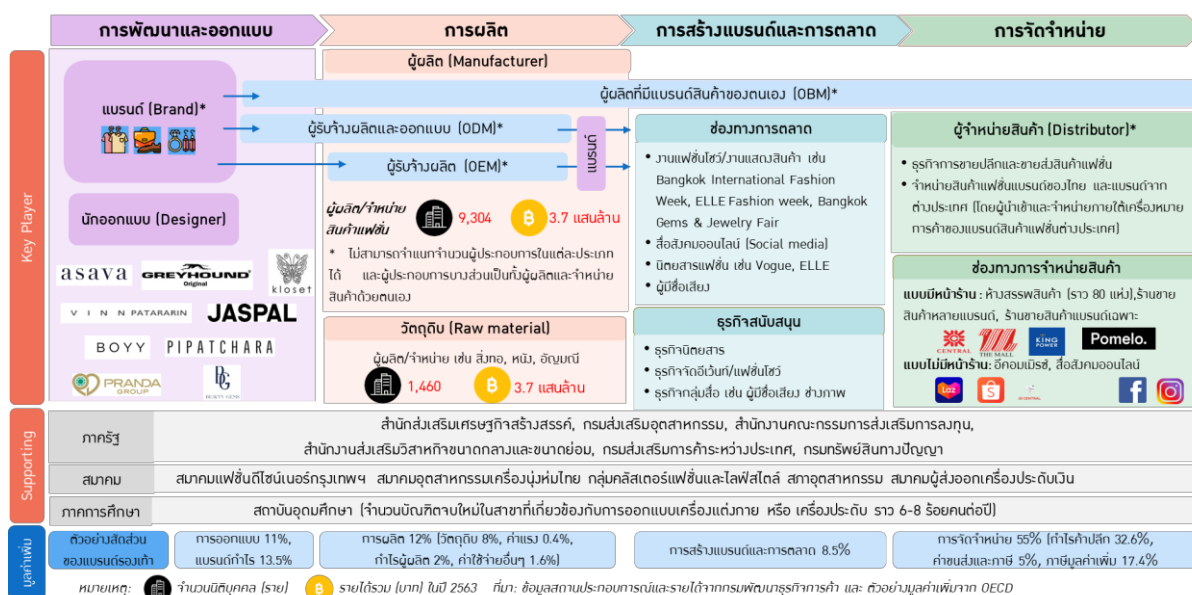 การพัฒนาและออกแบบ
การผลิต
การสร้างแบรนด์และการตลาด
การจัดจำหน่าย
Key Player
แบรนด์ (Brand)*
นักออกแบบ (Designer)
asava
GREYHOUND
Original
kloset
VINN PATARARIN
JASPAL
BOYY
PIPATCHARA
PRANDA
GROUP
BEAUTY GEMS
ผู้ผลิต (Manufacturer)
ผู้ผลิตที่มีแบรนด์สินค้าของตนเอง (OBM)*
ผู้รับจ้างผลิตและออกแบบ (ODM)*
ผู้รับจ้างผลิต (OEM)*
แบรนด์
ผู้ผลิต/จำหน่าย
สินค้าแฟชั่น
9,304
3.7 แสนล้าน
* ไม่สามารถจำแนกจำนวนผู้ประกอบการในแต่ละประเภท
ได้ และผู้ประกอบการบางส่วนเป็นทั้งผู้ผลิตและจำหน่าย
สินค้าด้วยตนเอง
วัตถุดิบ (Raw material)
ผู้ผลิต/จำหน่าย เช่น สิ่งทอ, หนัง, อัญมณี
1,460
3.7 แสนล้าน
ช่องทางการตลาด
• งานแฟชั่นโชว์/งานแสดงสินค้า เช่น
Bangkok International Fashion
Week, ELLE Fashion week, Bangkok
Gems & Jewelry Fair
• สื่อสังคมออนไลน์ (Social media)
• นิตยสารแฟชั่น เช่น Vogue, ELLE
• ผู้มีชื่อเสียง
ธุรกิจสนับสนุน
• ธุรกิจนิตยสาร
• ธุรกิจจัดอีเว้นท์/แฟชั่นโชว์
• ธุรกิจกลุ่มสื่อ เช่น ผู้มีชื่อเสียง ช่างภาพ
ผู้จำหน่ายสินค้า (Distributor)*
• ธุรกิจการขายปลีกและขายส่งสินค้าแฟชั่น
• จำหน่ายสินค้าแฟชั่นแบรนด์ของไทย และแบรนด์จาก
ต่างประเทศ (โดยผู้นำเข้าและจำหน่ายภายใต้เครื่องหมาย
การค้าของแบรนด์สินค้าแฟชั่นต่างประเทศ)
ช่องทางการจำหน่ายสินค้า
แบบมีหน้าร้าน : ห้างสรรพสินค้า (ราว 80 แห่ง),ร้านขาย
สินค้าหลายแบรนด์, ร้านขายสินค้าแบรนด์เฉพาะ
CENTRAL
THE MALL
KING
POWER
Pomelo.
แบบไม่มีหน้าร้าน: อีคอมเมิรซ์, สื่อสังคมออนไลน์
Laz
Supporting
ภาครัฐ
สำนักส่งเสริมเศรษฐกิจสร้างสรรค์, กรมส่งเสริมอุตสาหกรรม, สำนักงานคณะกรรมการส่งเสริมการลงทุน,
สำนักงานส่งเสริมวิสาหกิจขนาดกลางและขนาดย่อม, กรมส่งเสริมการค้าระหว่างประเทศ, กรมทรัพย์สินทางปัญญา
สมาคม
สมาคมแฟชั่นดีไซน์เนอร์กรุงเทพฯ สมาคมอุตสาหกรรมเครื่องนุ่งห่มไทย กลุ่มคลัสเตอร์แฟชั่นและไลฟ์สไตล์ สภาอุตสาหกรรม สมาคมผู้ส่งออกเครื่องประดับเงิน
ภาคการศึกษา
สถาบันอุดมศึกษา (จำนวนบัณฑิตจบใหม่ในสาขาที่เกี่ยวข้องกับการออกแบบเครื่องแต่งกาย หรือ เครื่องประดับ ราว 6-8 ร้อยคนต่อปี)
มูลค่าเพิ่ม
ตัวอย่างสัดส่วน
ของแบรนด์รองเท้า
การออกแบบ 11%,
แบรนด์กำไร 13.5%
การผลิต 12% (วัตถุดิบ 8%, ค่าแรง 0.4%,
กำไรผู้ผลิต 2%, ค่าใช้จ่ายอื่นๆ 1.6%)
การสร้างแบรนด์และการตลาด 8.5%
การจัดจำหน่าย 55% (กำไรค้าปลีก 32.6%,
ค่าขนส่งและภาษี 5%, ภาษีมูลค่าเพิ่ม 17.4%
หมายเหตุ: จำนวนนิติบุคคล (ราย) รายได้รวม (บาท) ในปี 2563 ที่มา: ข้อมูลสถานประกอบการณ์และรายได้จากกรมพัฒนาธุรกิจการค้า และ ตัวอย่างมูลค่าเพิ่มจาก OECD